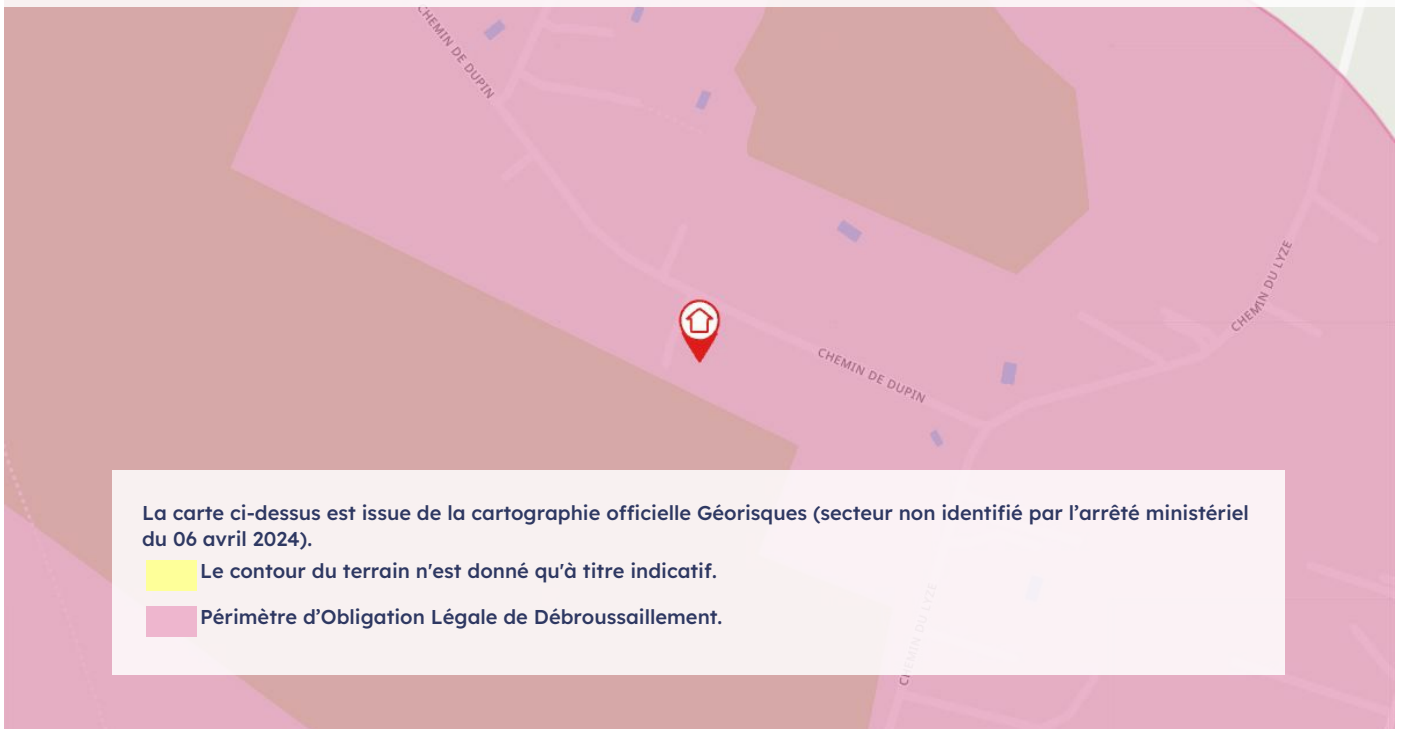 CHEMIN DE DUPIN
CHEMIN DU LYZE
CHEMIN DE DUPIN
La carte ci-dessus est issue de la cartographie officielle Géorisques (secteur non identifié par l’arrêté ministériel
du 06 avril 2024).
Le contour du terrain n'est donné qu'à titre indicatif.
Périmètre d’Obligation Légale de Débroussaillement.
CHEMIN DU LYZE